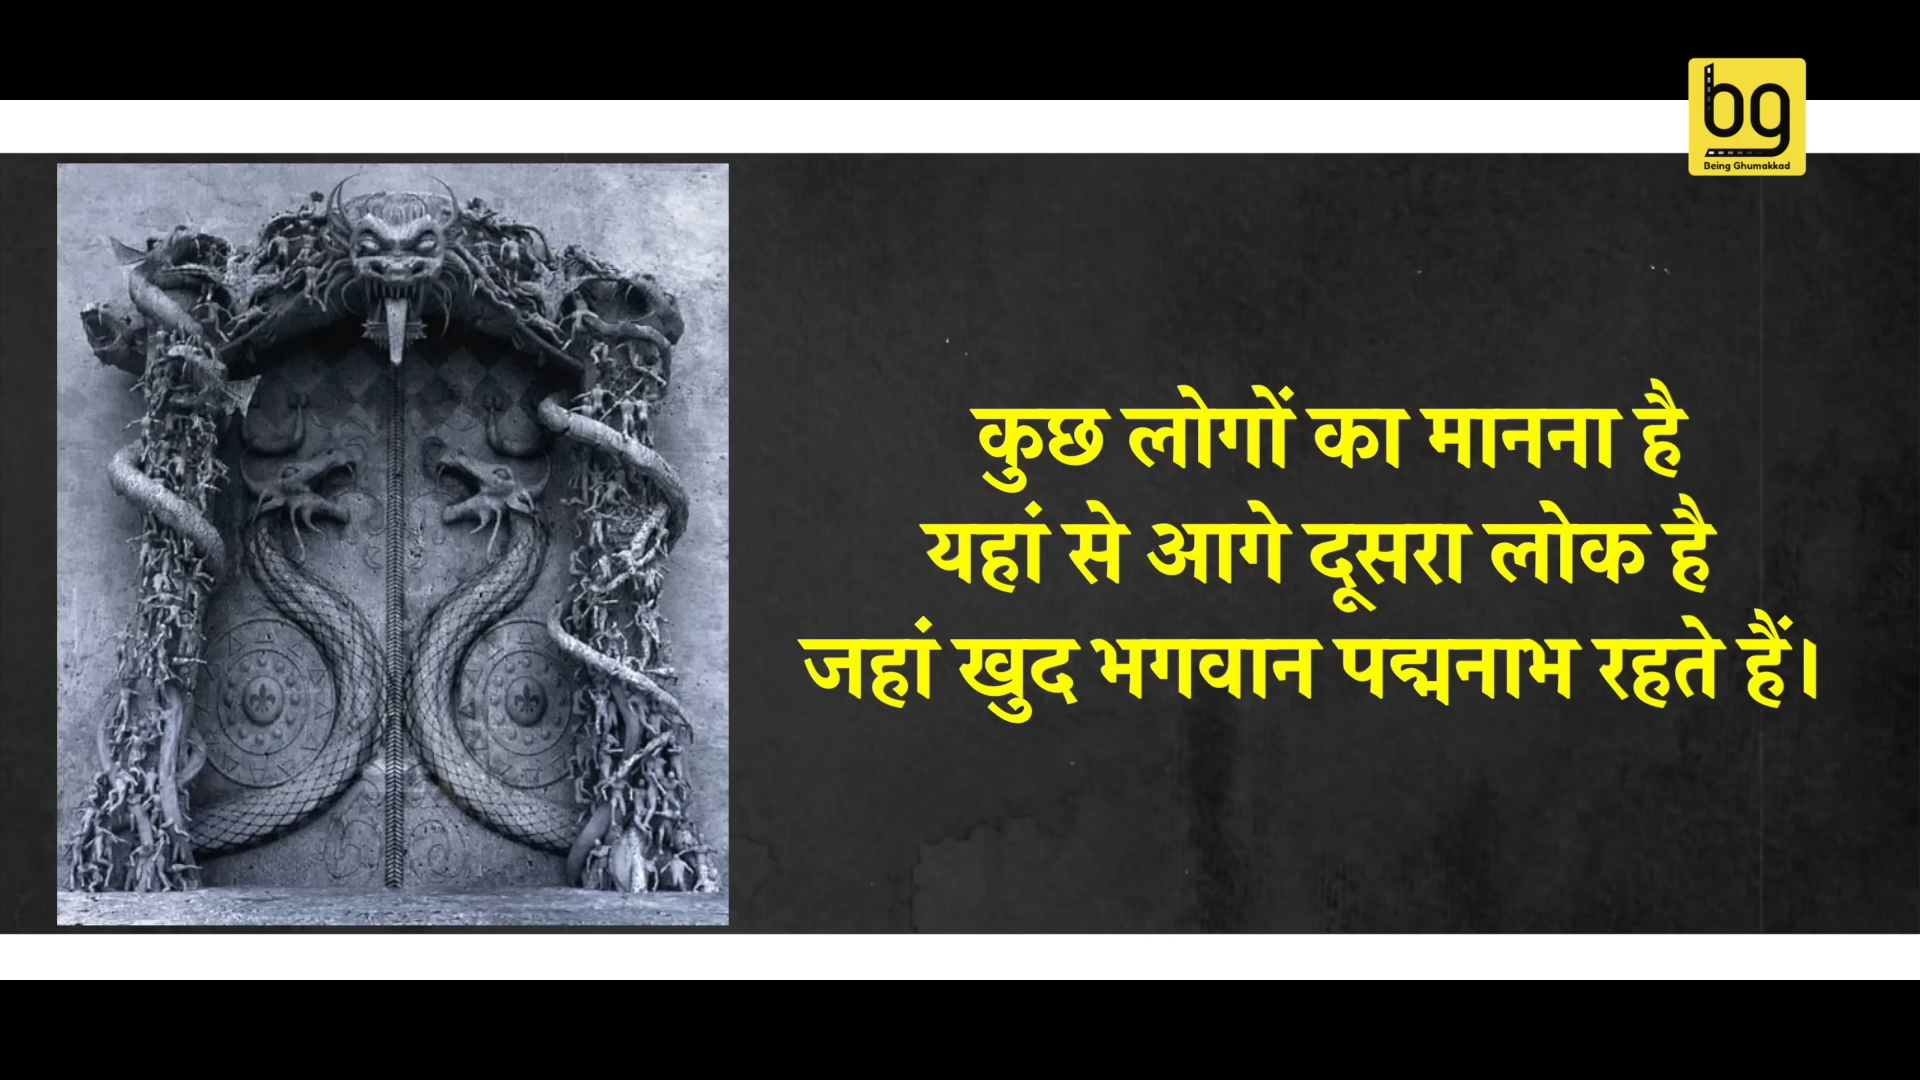 bg
Being Ghumakkad
कुछ लोगों का मानना है
यहां से आगे दूसरा लोक है
जहां खुद भगवान पद्मनाभ रहते हैं।